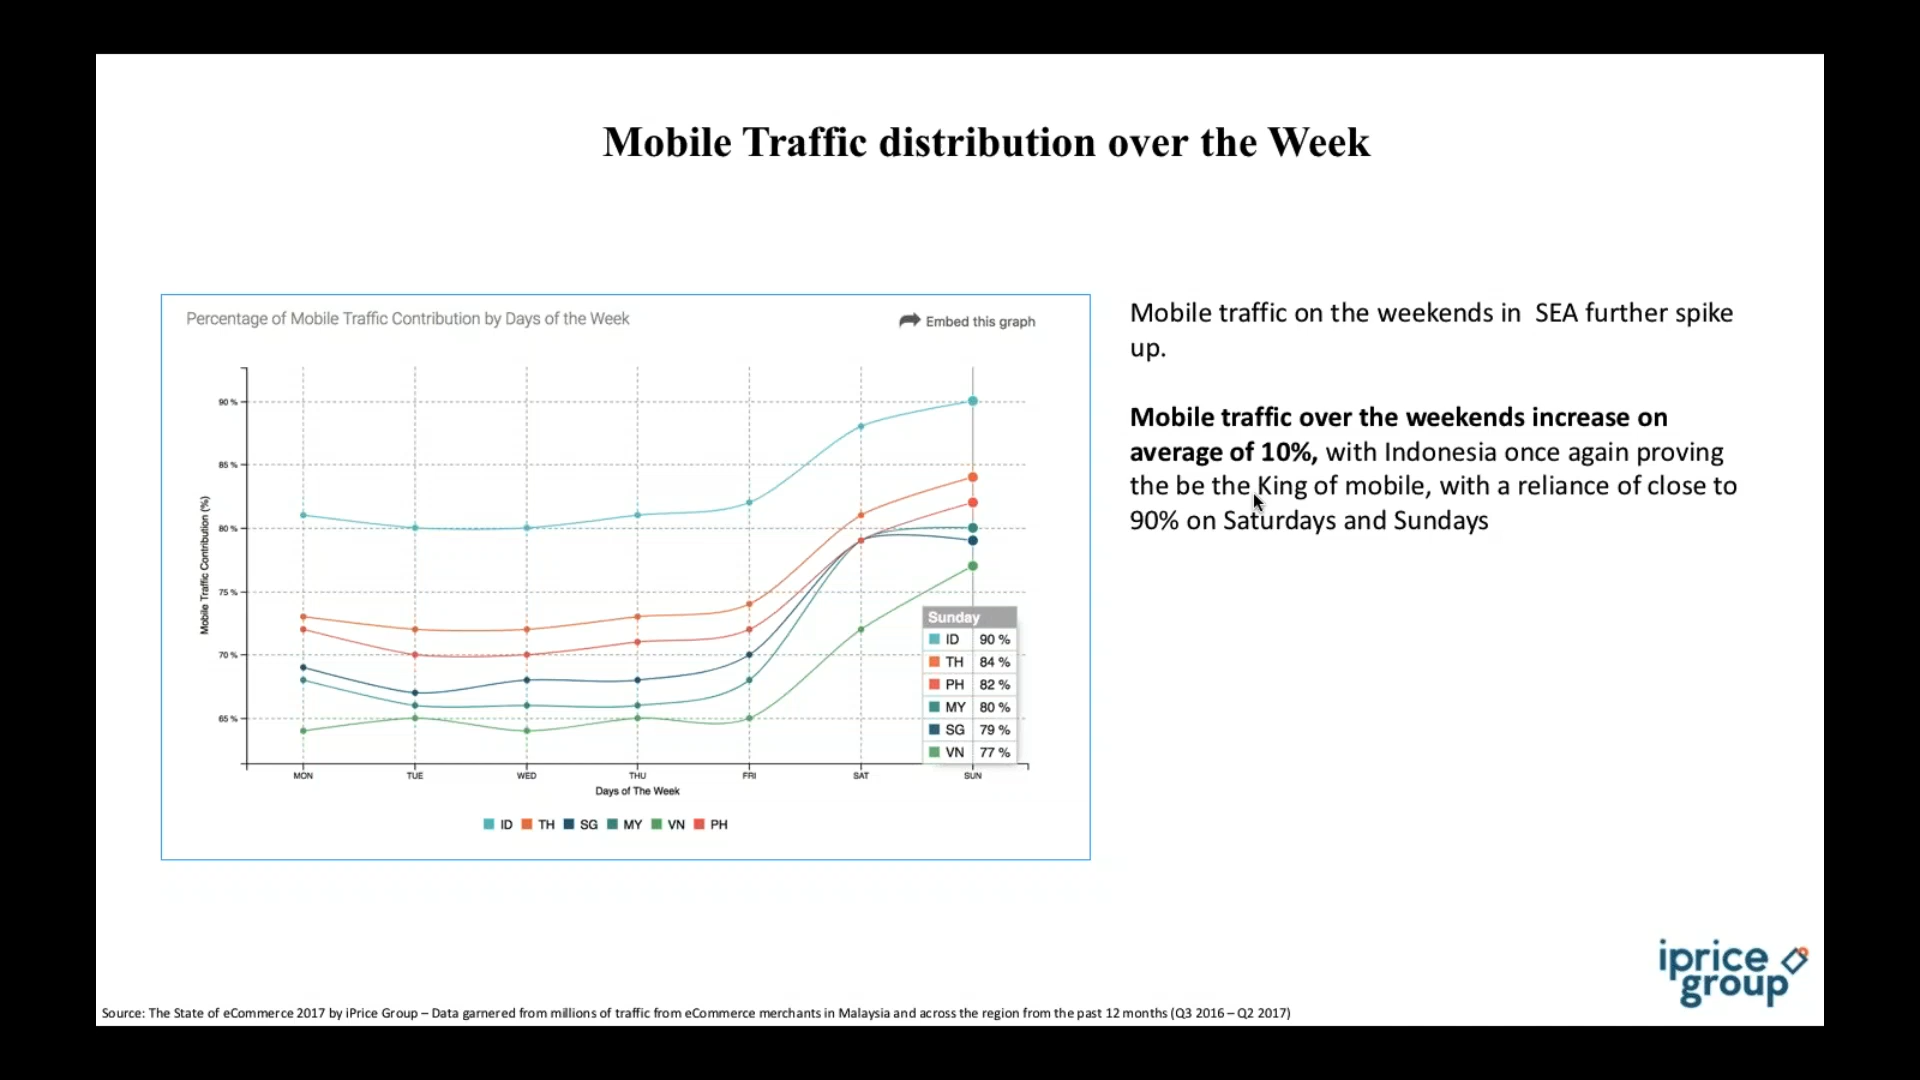 Mobile Traffic distribution over the Week
Percentage of Mobile Traffic Contribution by Days of the Week
Embed this graph
Mobile Traffic Contribution (%)
90 %
85 %
80 %
75 %
70 %
65 %
MON TUE WED THU FRI SAT SUN
Days of The Week
Sunday
ID 90 %
TH 84 %
PH 82 %
MY 80 %
SG 79 %
VN 77 %
ID TH SG MY VN PH
Mobile traffic on the weekends in SEA further spike
up.
Mobile traffic over the weekends increase on
average of 10%, with Indonesia once again proving
the be the King of mobile, with a reliance of close to
90% on Saturdays and Sundays
iprice
group
Source: The State of eCommerce 2017 by iPrice Group – Data garnered from millions of traffic from eCommerce merchants in Malaysia and across the region from the past 12 months (Q3 2016 – Q2 2017)